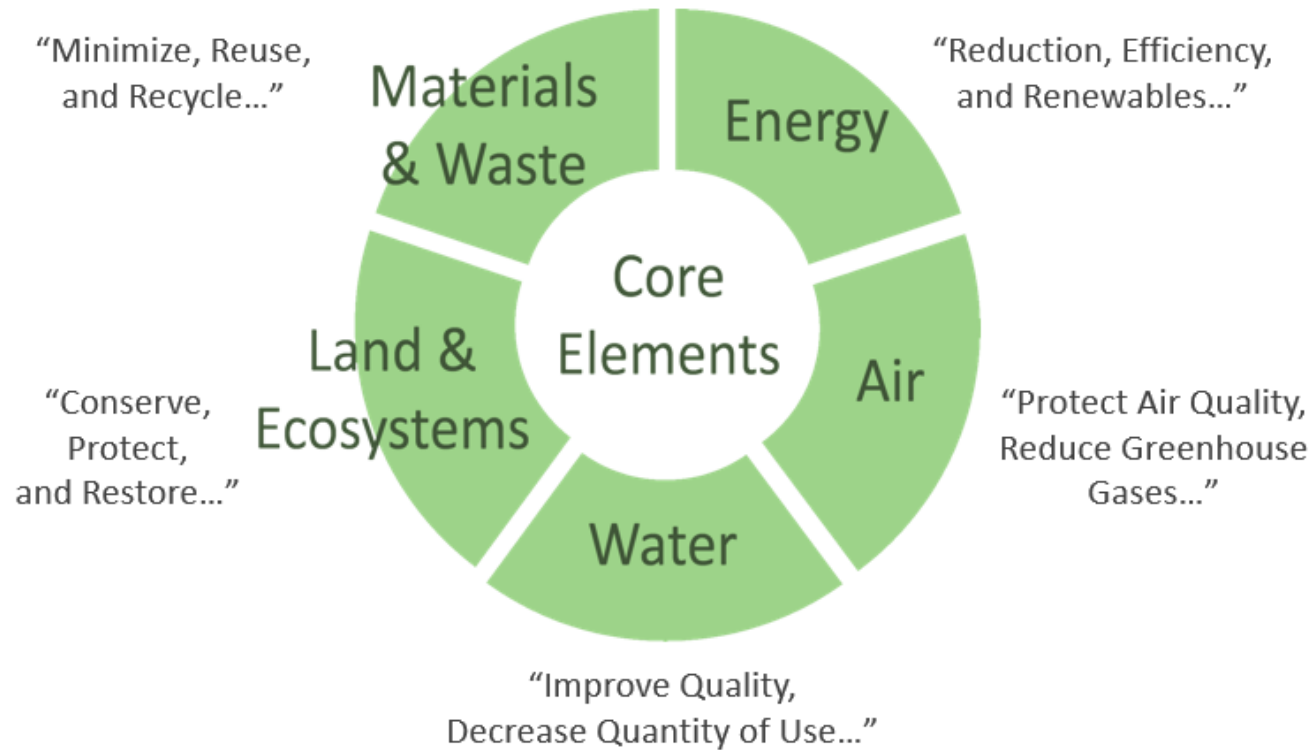 “Minimize, Reuse,
and Recycle…”
Materials
& Waste
Energy
“Reduction, Efficiency,
and Renewables…”
Core
Elements
Land &
Ecosystems
“Conserve,
Protect,
and Restore…”
Air
“Protect Air Quality,
Reduce Greenhouse
Gases…”
Water
“Improve Quality,
Decrease Quantity of Use…”